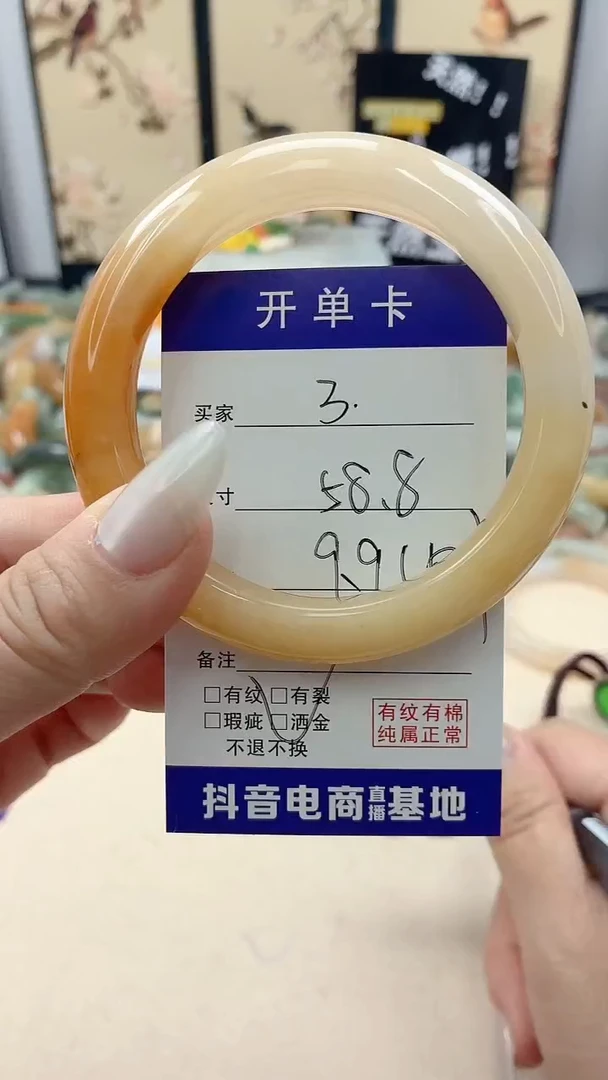 天然!!
开单卡
买家 3.
寸 58.8
9.9
备注
□有纹 □有裂
□瑕疵 □洒金
不退不换
有纹有棉
纯属正常
抖音电商直播基地